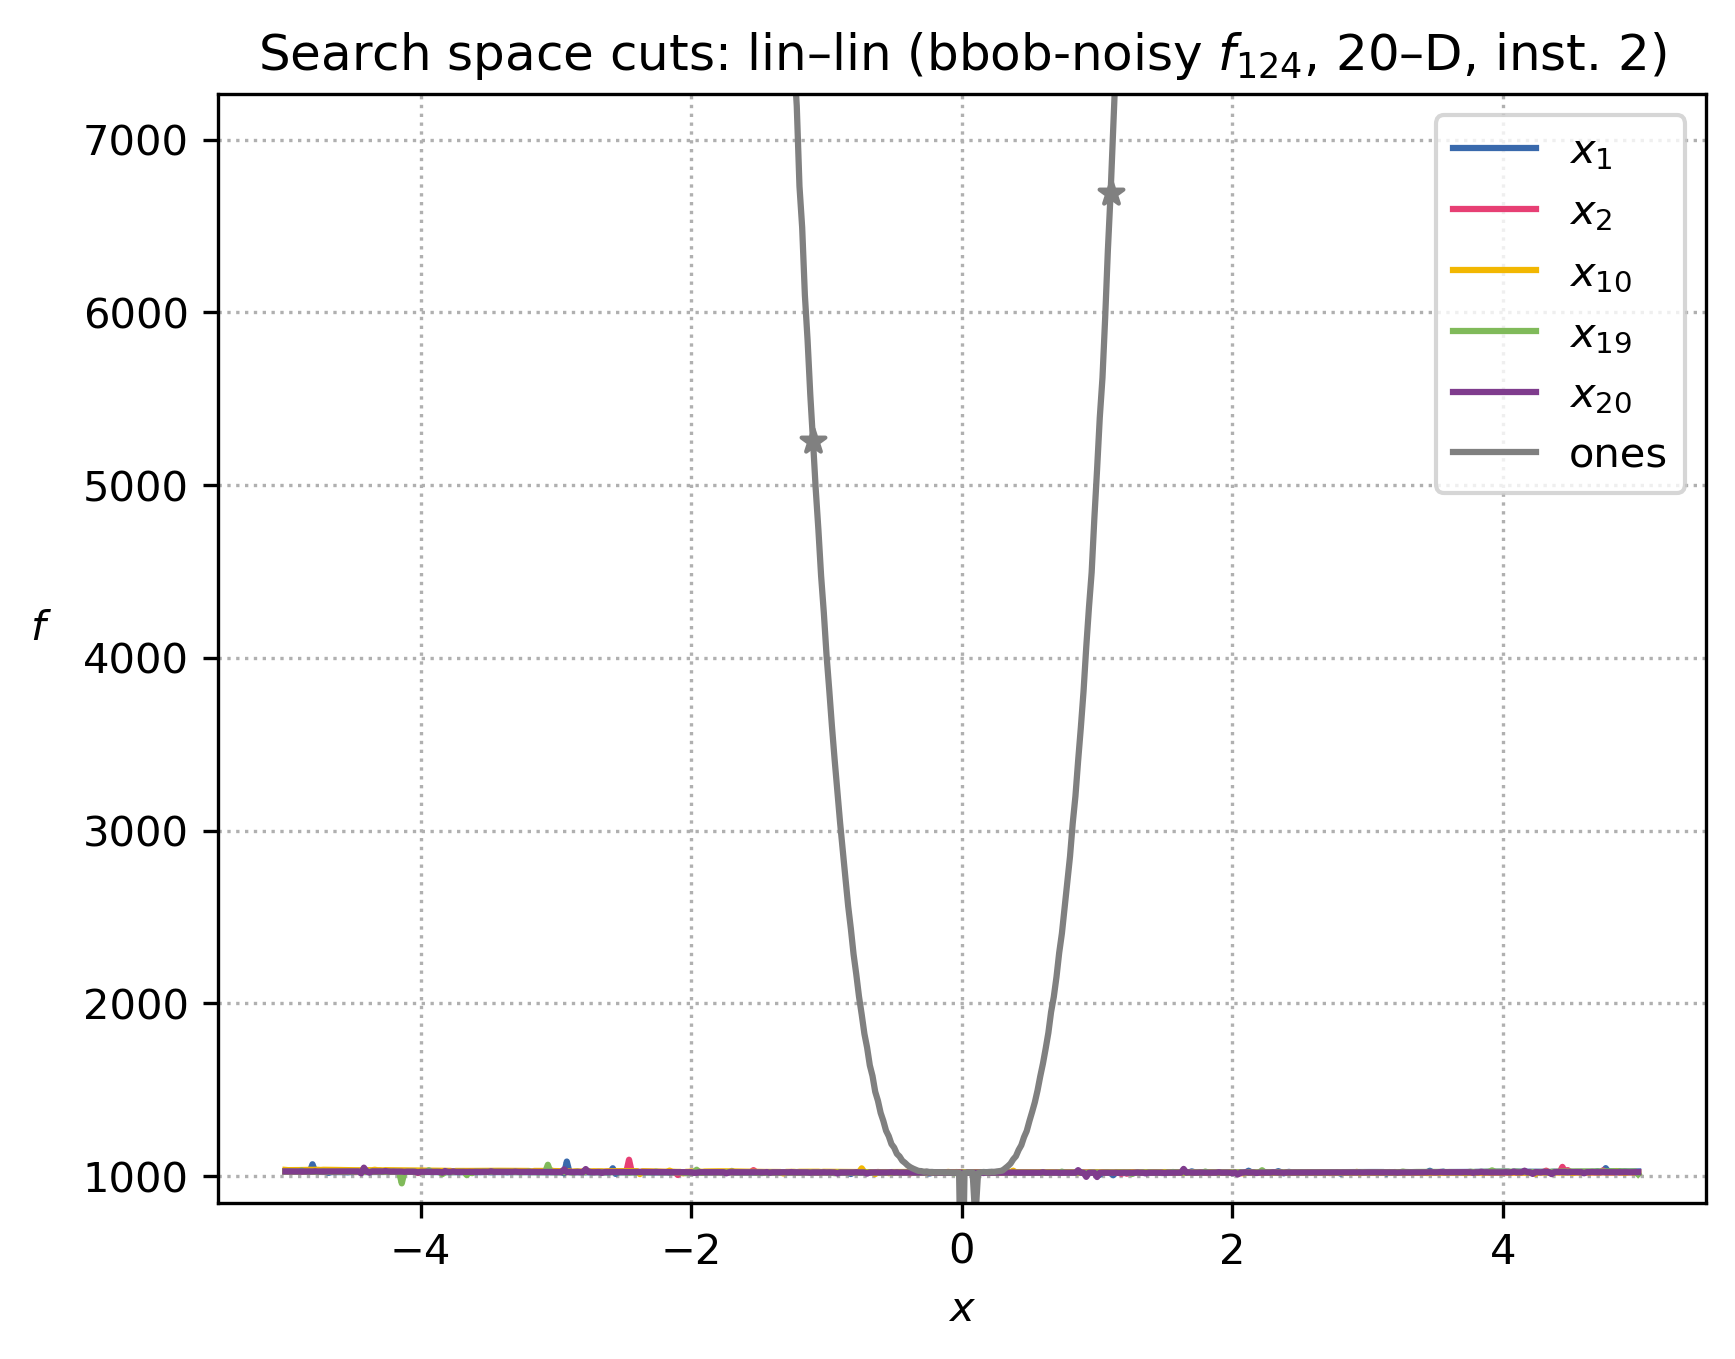 Search space cuts: lin–lin (bbob-noisy f₁₂₄, 20–D, inst. 2)
7000
6000
5000
4000
3000
2000
1000
f
−4
−2
0
2
4
x
x₁
x₂
x₁₀
x₁₉
x₂₀
ones